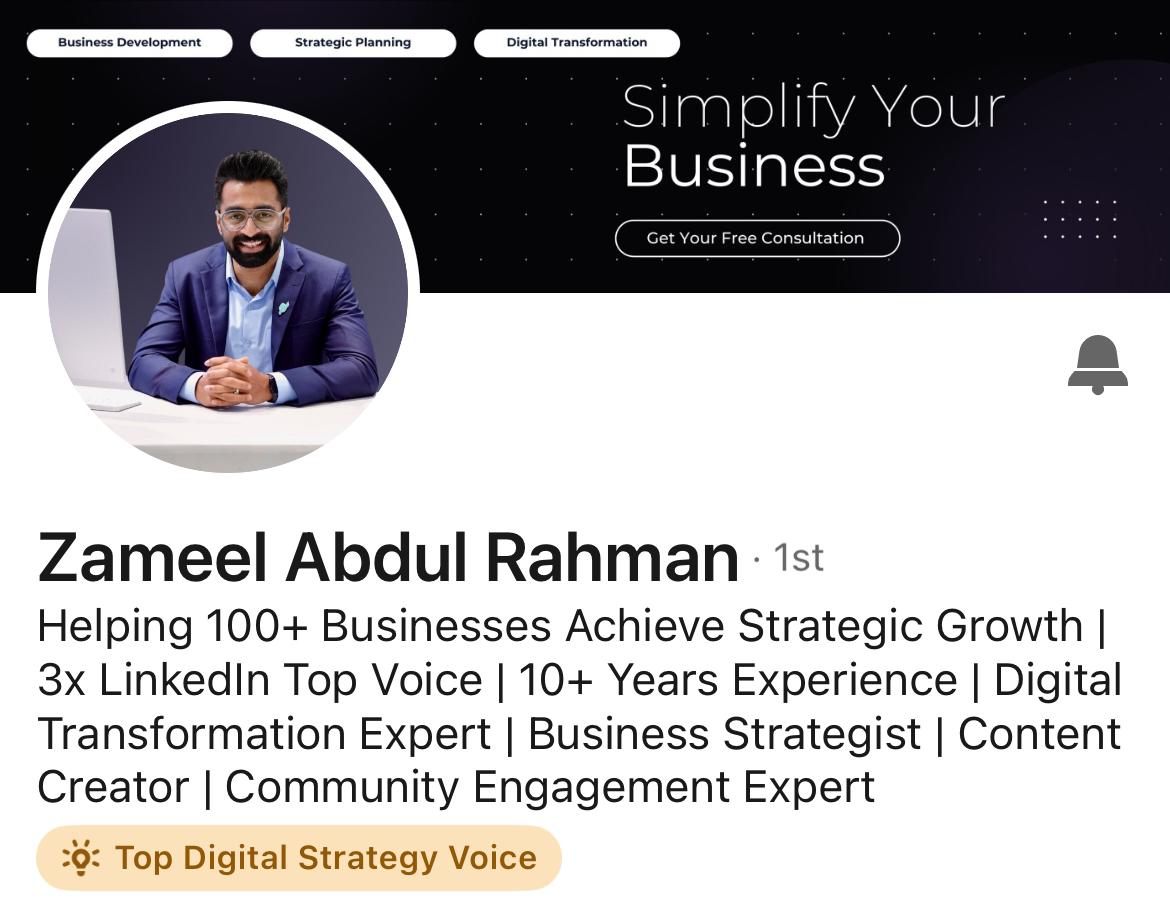 Business Development
Strategic Planning
Digital Transformation
Simplify Your
Business
Get Your Free Consultation
Zameel Abdul Rahman · 1st
Helping 100+ Businesses Achieve Strategic Growth |
3x LinkedIn Top Voice | 10+ Years Experience | Digital
Transformation Expert | Business Strategist | Content
Creator | Community Engagement Expert
Top Digital Strategy Voice